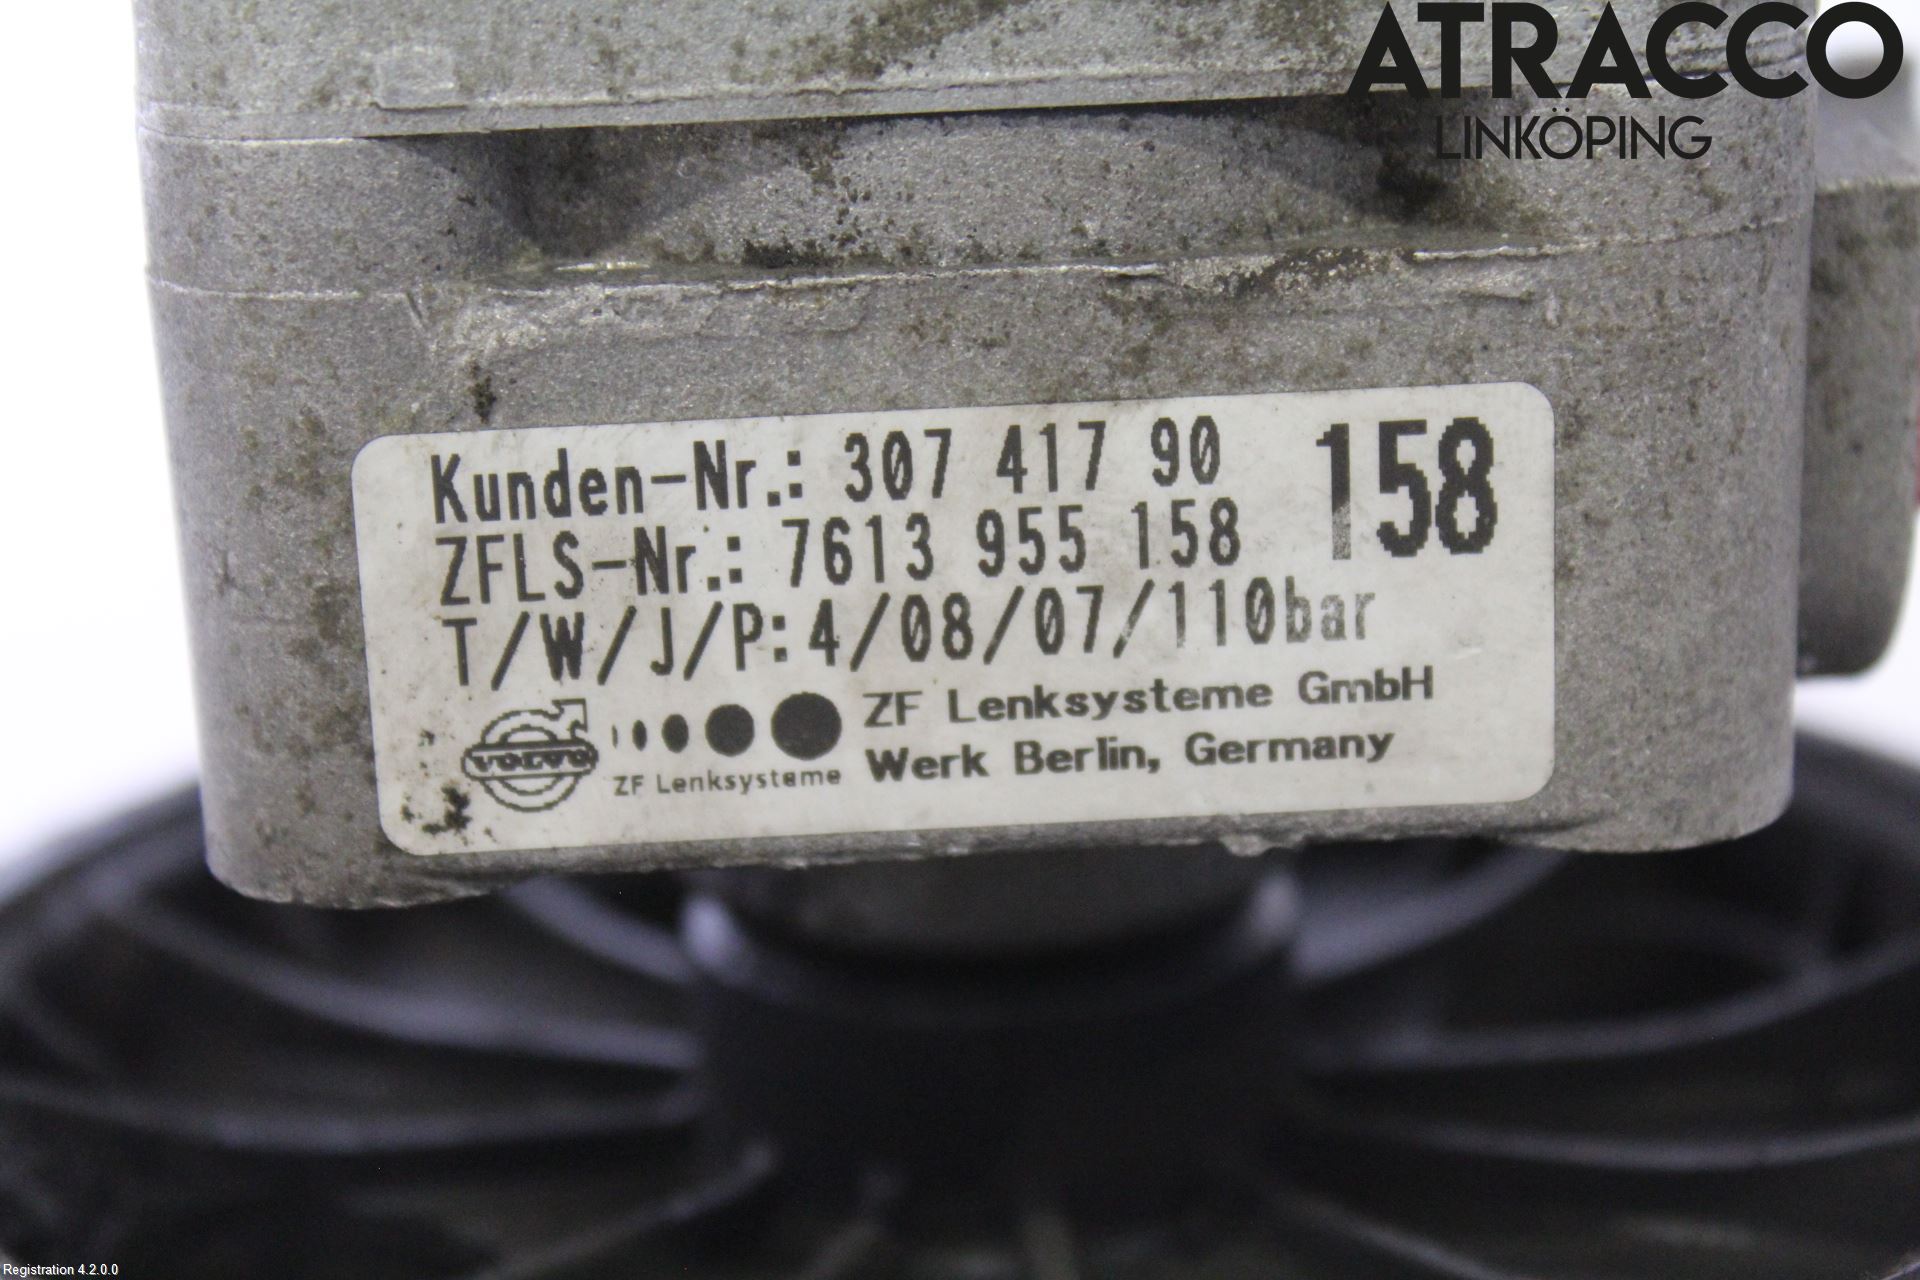 ATRACCO
LINKÖPING
Kunden-Nr.: 307 417 90 158
ZFLS-Nr.: 7613 955 158
T/W/J/P: 4/08/07/110bar
VOLVO
ZF Lenksysteme
ZF Lenksysteme GmbH
Werk Berlin, Germany
Registration 4.2.0.0